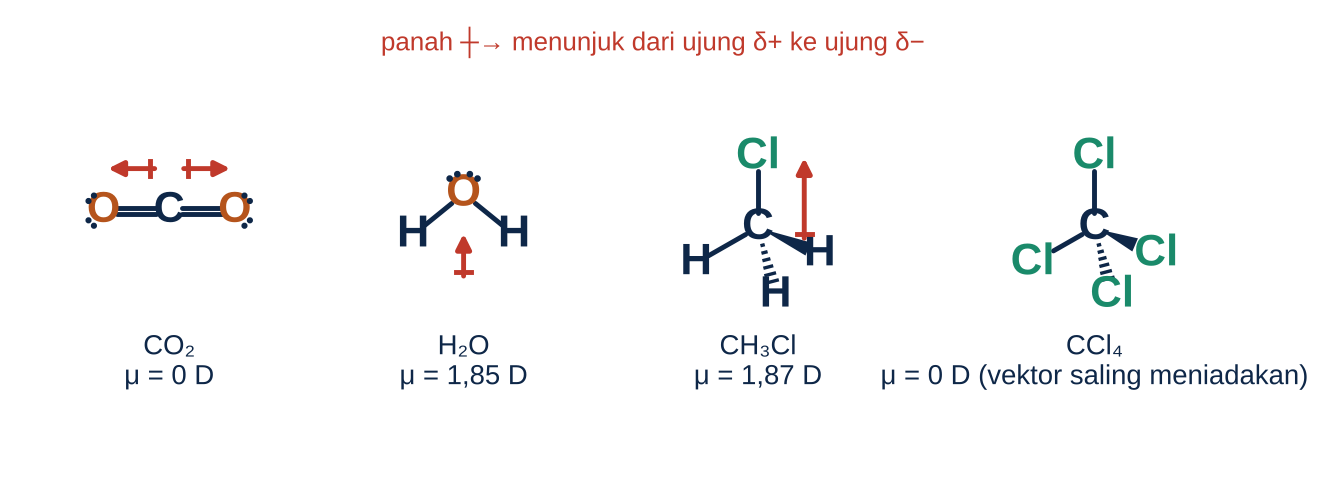 panah ┼→ menunjuk dari ujung δ+ ke ujung δ−
O C O
H O H
Cl
C
H H
H
Cl
C
Cl Cl
Cl
CO₂
μ = 0 D
H₂O
μ = 1,85 D
CH₃Cl
μ = 1,87 D
CCl₄
μ = 0 D (vektor saling meniadakan)